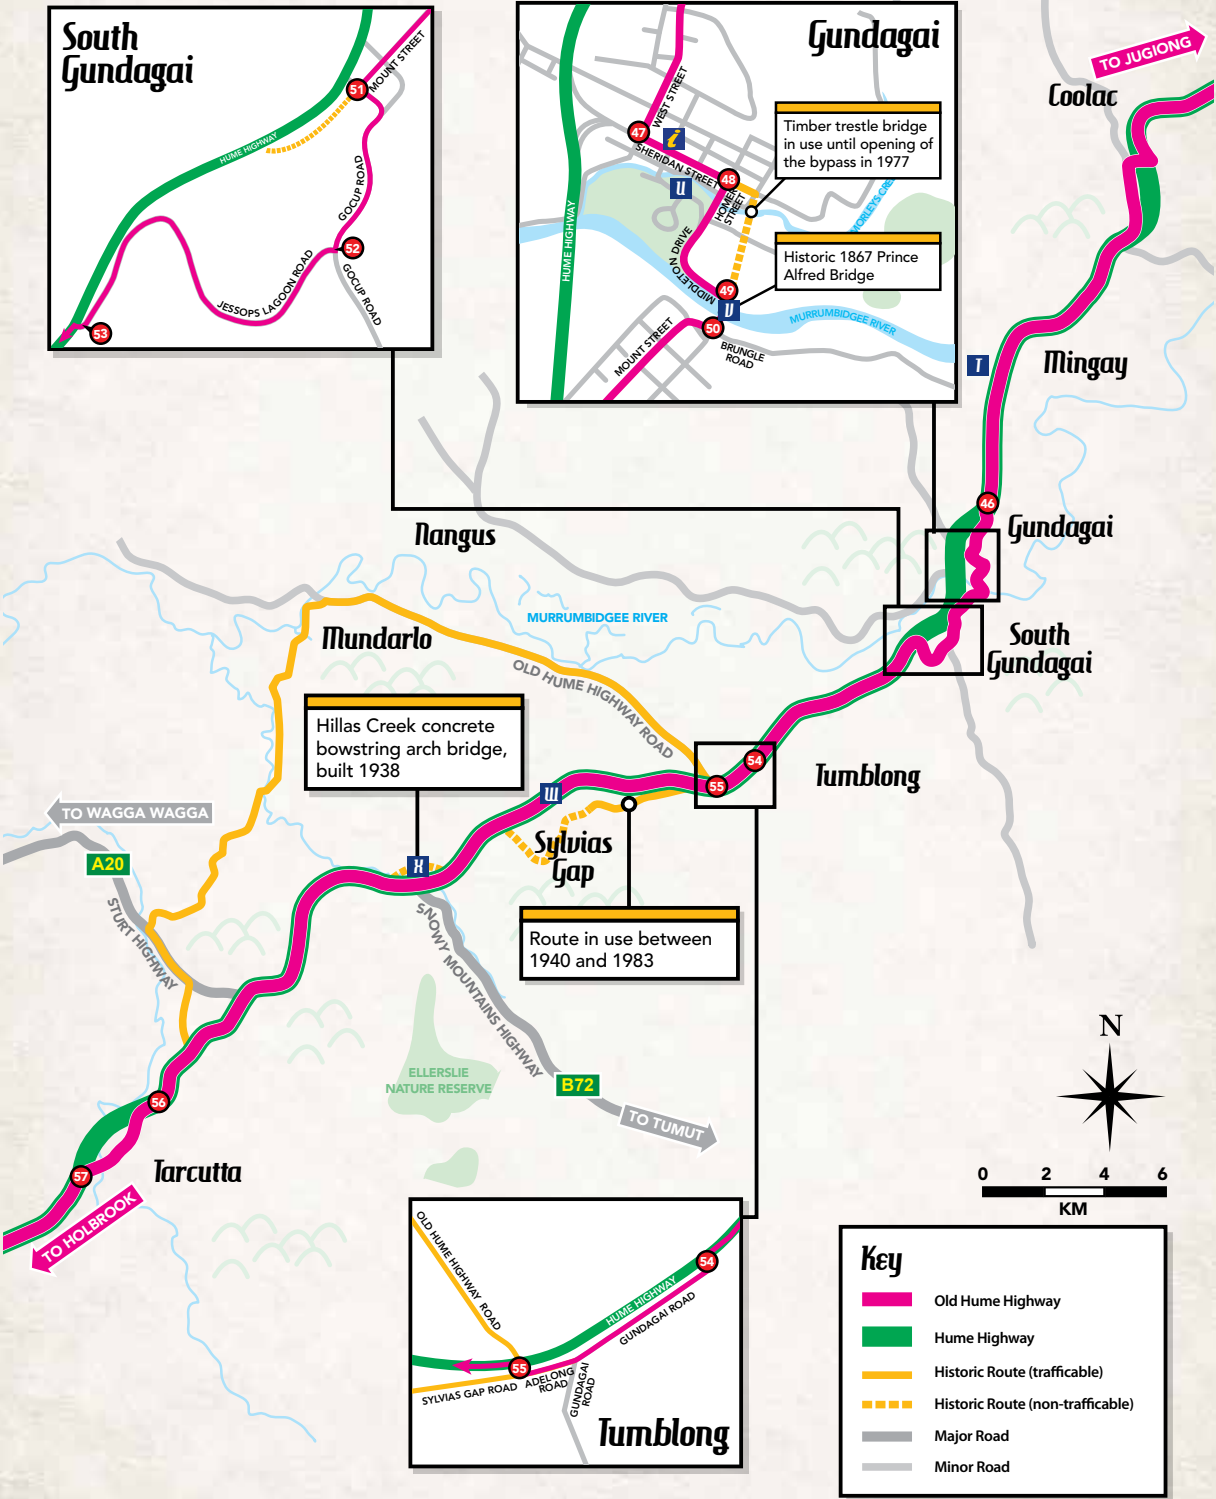 South
Gundagai
51
MOUNT STREET
HUME HIGHWAY
GOCUP ROAD
52
JESSOPS LAGOON ROAD
GOCUP ROAD
53
Gundagai
WEST STREET
47
i
SHERIDAN STREET
48
U
HOMER
STREET
Timber trestle bridge
in use until opening of
the bypass in 1977
MORLEYS CRE
HUME HIGHWAY
MIDDLETON DRIVE
Historic 1867 Prince
Alfred Bridge
49
V
50
MURRUMBIDGEE RIVER
MOUNT STREET
BRUNGLE
ROAD
TO JUGIONG
Coolac
Mingay
T
46
Gundagai
Nangus
MURRUMBIDGEE RIVER
Mundarlo
South
Gundagai
OLD HUME HIGHWAY ROAD
Hillas Creek concrete
bowstring arch bridge,
built 1938
54
55
Tumblong
W
TO WAGGA WAGGA
Sylvias
Gap
A20
X
STURT HIGHWAY
SNOWY MOUNTAINS HIGHWAY
Route in use between
1940 and 1983
N
ELLERSLIE
NATURE RESERVE
B72
TO TUMUT
56
57
Tarcutta
TO HOLBROOK
0 2 4 6
KM
OLD HUME HIGHWAY ROAD
54
HUME HIGHWAY
GUNDAGAI ROAD
55
SYLVIAS GAP ROAD
ADELONG
ROAD
GUNDAGAI
ROAD
Tumblong
Key
Old Hume Highway
Hume Highway
Historic Route (trafficable)
Historic Route (non-trafficable)
Major Road
Minor Road